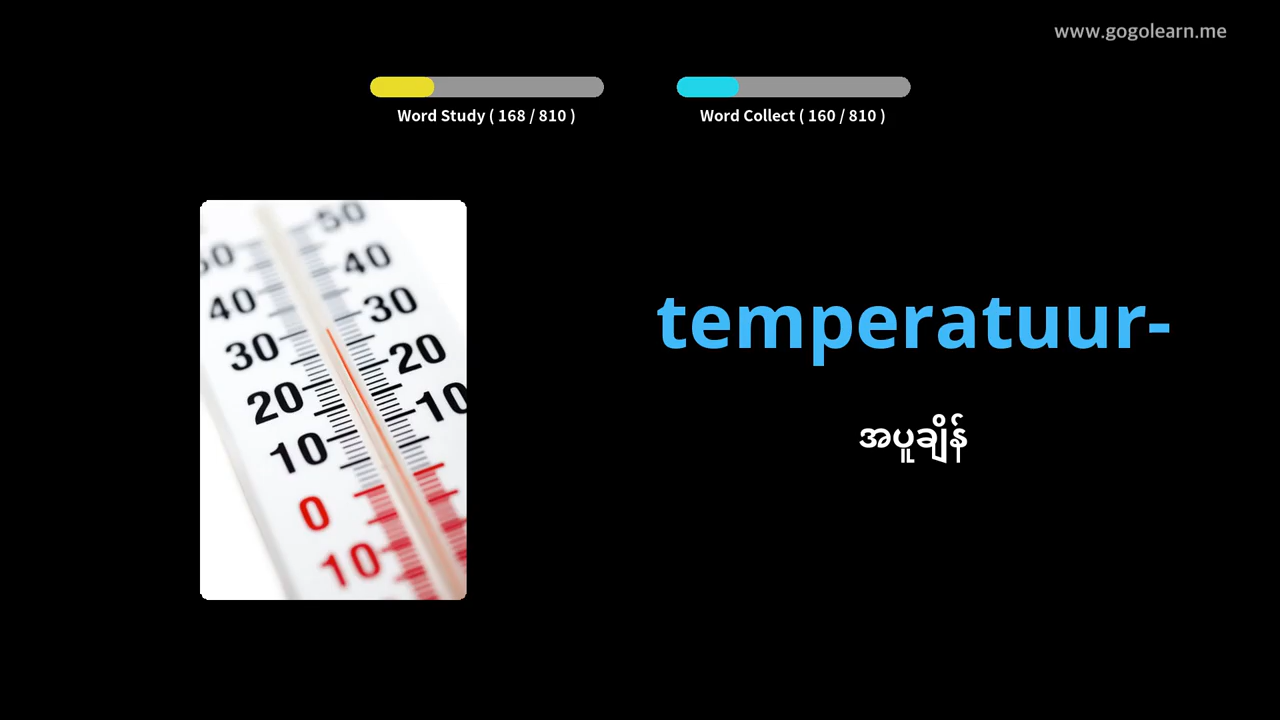 www.gogolearn.me
Word Study ( 168 / 810 )
Word Collect ( 160 / 810 )
50
50
40
40
30
30
20
20
10
10
0
10
temperatuur-
အပူချိန်